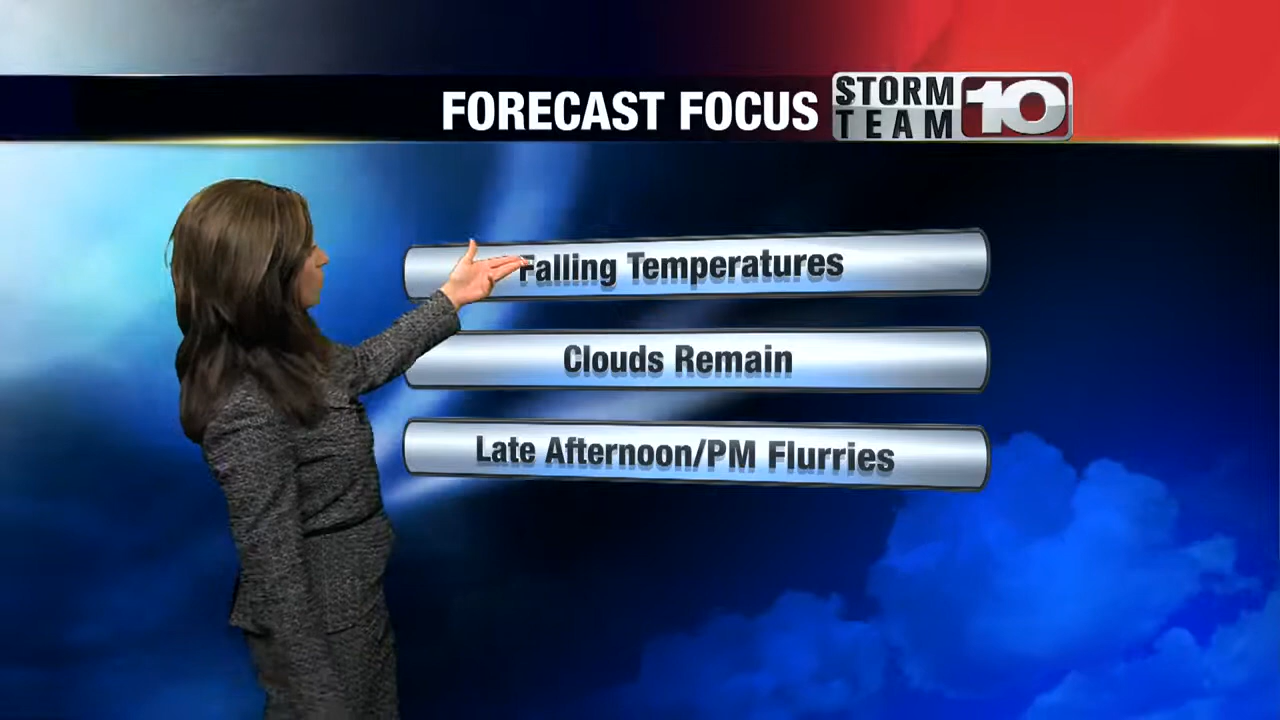 FORECAST FOCUS
STORM
TEAM
10
Falling Temperatures
Clouds Remain
Late Afternoon/PM Flurries